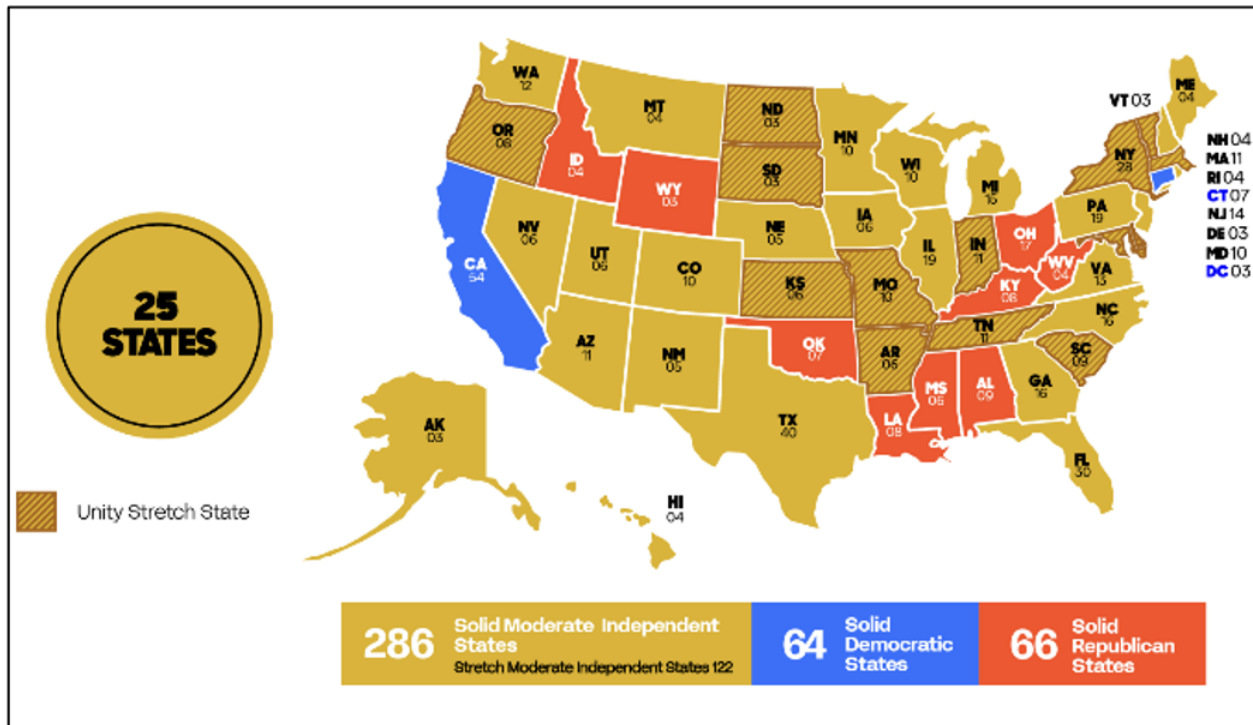 25
STATES
Unity Stretch State
WA
12
OR
08
CA
54
ID
04
NV
06
MT
04
WY
03
UT
06
AZ
11
CO
10
NM
05
ND
03
SD
03
NE
05
KS
06
OK
07
TX
40
MN
10
IA
06
MO
10
AR
06
LA
08
WI
10
IL
19
MS
06
MI
15
IN
11
KY
08
TN
11
AL
09
OH
17
WV
04
GA
16
FL
30
SC
09
NC
16
VA
13
PA
19
NY
28
VT 03
ME
04
NH 04
MA 11
RI 04
CT 07
NJ 14
DE 03
MD 10
DC 03
AK
03
HI
04
286 Solid Moderate Independent
States
Stretch Moderate Independent States 122
64 Solid
Democratic
States
66 Solid
Republican
States